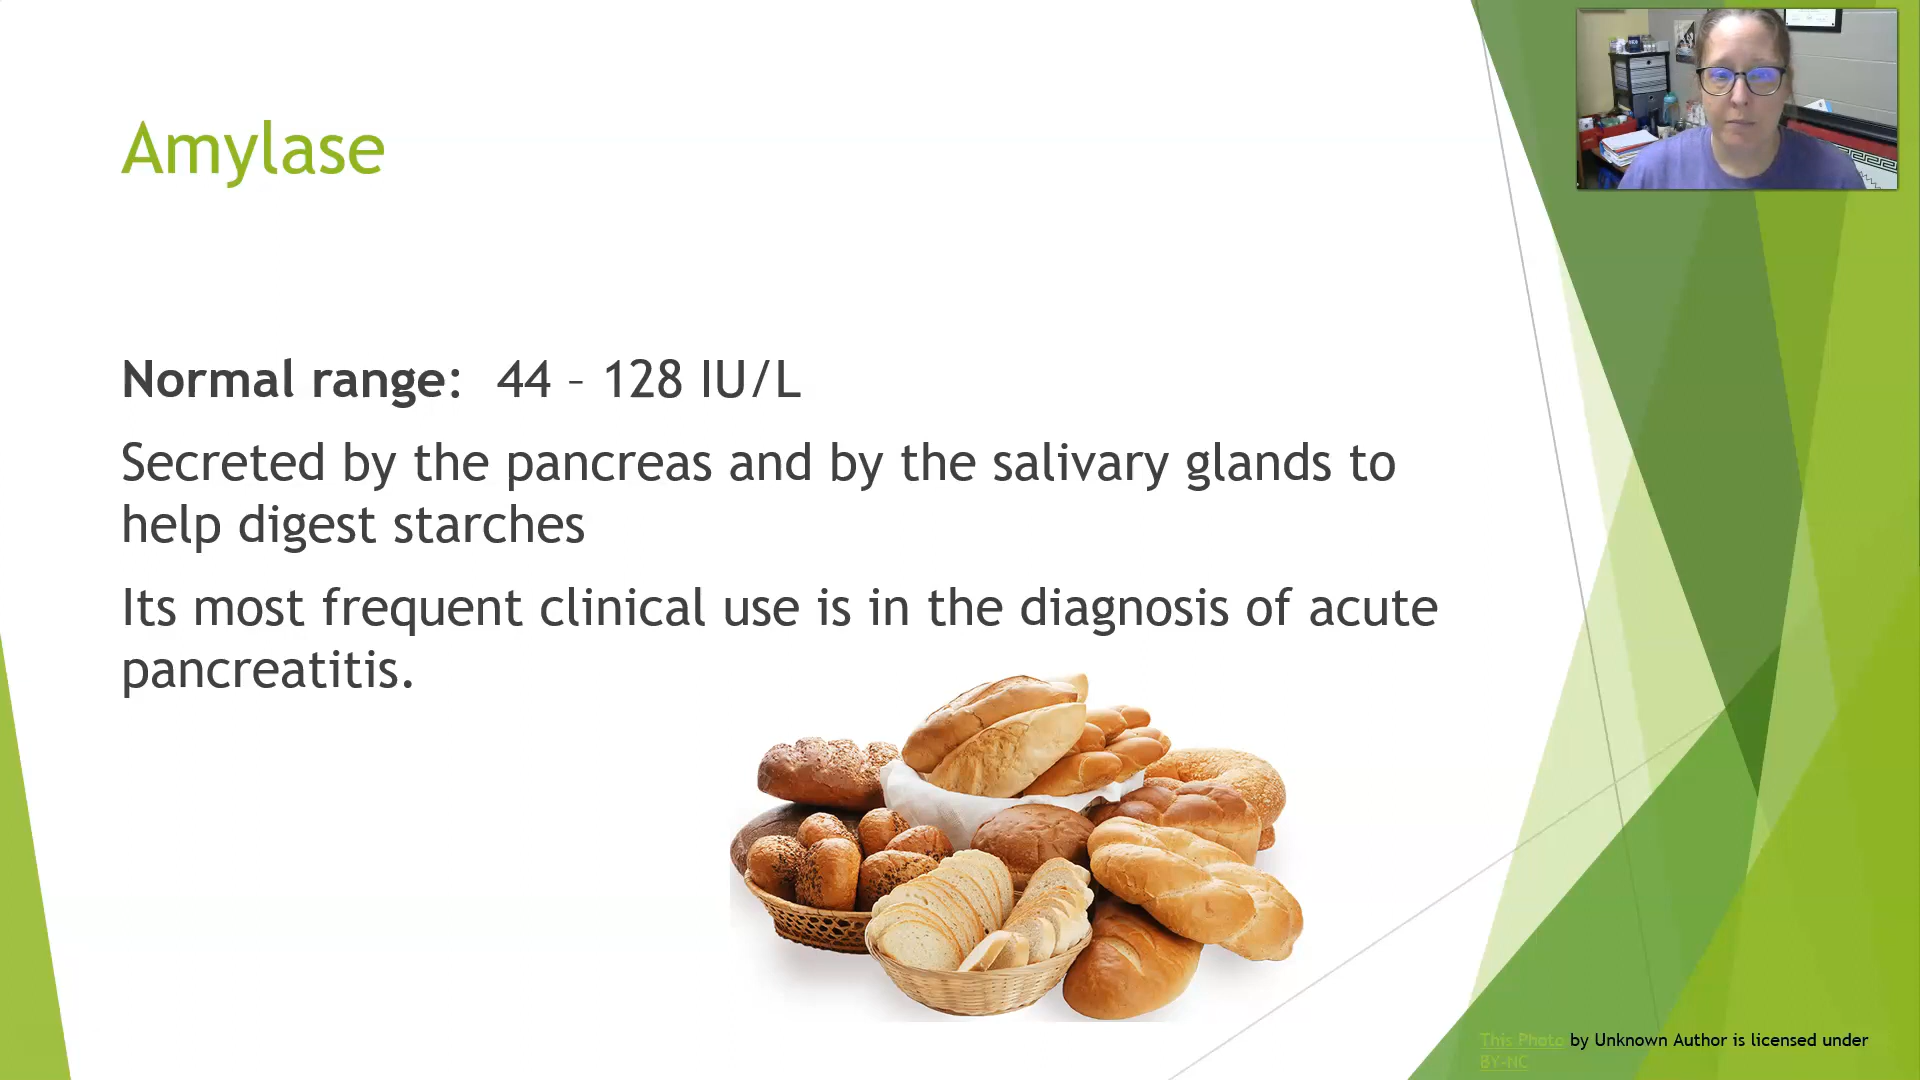 Amylase
Normal range: 44 – 128 IU/L
Secreted by the pancreas and by the salivary glands to
help digest starches
Its most frequent clinical use is in the diagnosis of acute
pancreatitis.
This Photo by Unknown Author is licensed under
BY-NC